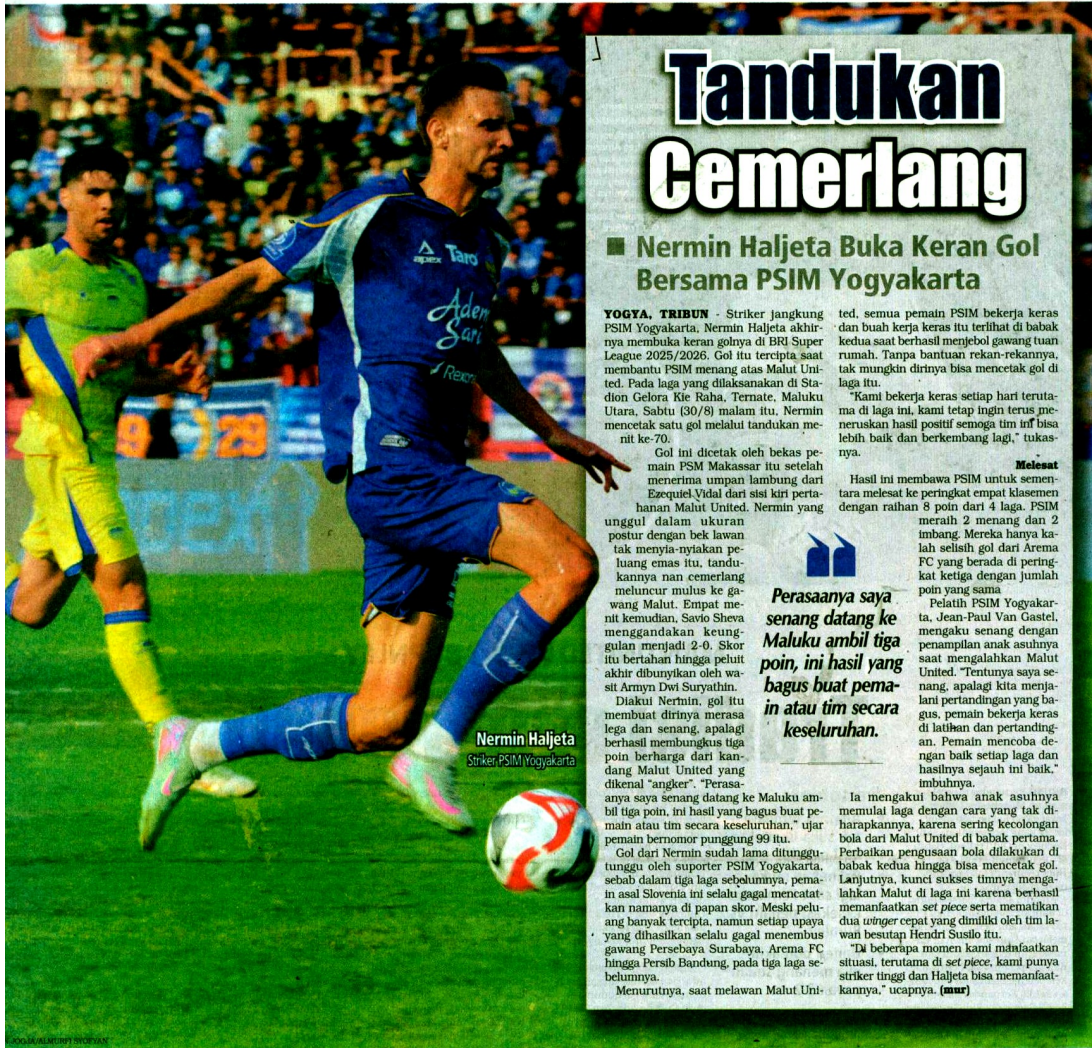 Tandukan
Cemerlang
■ Nermin Haljeta Buka Keran Gol
Bersama PSIM Yogyakarta
YOGYA, TRIBUN - Striker jangkung
PSIM Yogyakarta, Nermin Haljeta akhir-
nya membuka keran golnya di BRI Super
League 2025/2026. Gol itu tercipta saat
membantu PSIM menang atas Malut Uni-
ted. Pada laga yang dilaksanakan di Sta-
dion Gelora Kie Raha, Ternate, Maluku
Utara, Sabtu (30/8) malam itu, Nermin
mencetak satu gol melalui tandukan me-
nit ke-70.
Gol ini dicetak oleh bekas pe-
main PSM Makassar itu setelah
menerima umpan lambung dari
Ezequiel Vidal dari sisi kiri perta-
hanan Malut United. Nermin yang
unggul dalam ukuran
postur dengan bek lawan
tak menyia-nyiakan pe-
luang emas itu, tandu-
kannya nan cemerlang
meluncur mulus ke ga-
wang Malut. Empat me-
nit kemudian, Savio Sheva
menggandakan keung-
gulan menjadi 2-0. Skor
itu bertahan hingga peluit
akhir dibunyikan oleh wa-
sit Armyn Dwi Suryathin.
Diakui Nermin, gol itu
membuat dirinya merasa
lega dan senang, apalagi
berhasil membungkus tiga
poin berharga dari kan-
dang Malut United yang
dikenal "angker". "Perasa-
anya saya senang datang ke Maluku am-
bil tiga poin, ini hasil yang bagus buat pe-
main atau tim secara keseluruhan," ujar
pemain bernomor punggung 99 itu.
Gol dari Nermin sudah lama ditunggu-
tunggu oleh suporter PSIM Yogyakarta,
sebab dalam tiga laga sebelumnya, pema-
in asal Slovenia ini selalu gagal mencatat-
kan namanya di papan skor. Meski pelu-
ang banyak tercipta, namun setiap upaya
yang dihasilkan selalu gagal menembus
gawang Persebaya Surabaya, Arema FC
hingga Persib Bandung, pada tiga laga se-
belumnya.
Menurutnya, saat melawan Malut Uni-
ted, semua pemain PSIM bekerja keras
dan buah kerja keras itu terlihat di babak
kedua saat berhasil menjebol gawang tuan
rumah. Tanpa bantuan rekan-rekannya,
tak mungkin dirinya bisa mencetak gol di
laga itu.
"Kami bekerja keras setiap hari teruta-
ma di laga ini, kami tetap ingin terus me-
neruskan hasil positif semoga tim ini bisa
lebih baik dan berkembang lagi," tukas-
nya.
Melesat
Hasil ini membawa PSIM untuk semen-
tara melesat ke peringkat empat klasemen
dengan raihan 8 poin dari 4 laga. PSIM
meraih 2 menang dan 2
imbang. Mereka hanya ka-
lah selisih gol dari Arema
FC yang berada di pering-
kat ketiga dengan jumlah
poin yang sama
Pelatih PSIM Yogyakar-
ta, Jean-Paul Van Gastel,
mengaku senang dengan
penampilan anak asuhnya
saat mengalahkan Malut
United. "Tentunya saya se-
nang, apalagi kita menja-
lani pertandingan yang ba-
gus, pemain bekerja keras
di latihan dan pertanding-
an. Pemain mencoba de-
ngan baik setiap laga dan
hasilnya sejauh ini baik,"
imbuhnya.
Ia mengakui bahwa anak asuhnya
memulai laga dengan cara yang tak di-
harapkannya, karena sering kecolongan
bola dari Malut United di babak pertama.
Perbaikan pengusaan bola dilakukan di
babak kedua hingga bisa mencetak gol.
Lanjutnya, kunci sukses timnya menga-
lahkan Malut di laga ini karena berhasil
memanfaatkan set piece serta mematikan
dua winger cepat yang dimiliki oleh tim la-
wan besutan Hendri Susilo itu.
"Di beberapa momen kami manfaatkan
situasi, terutama di set piece, kami punya
striker tinggi dan Haljeta bisa memanfaat-
kannya," ucapnya. (mur)
Perasaanya saya
senang datang ke
Maluku ambil tiga
poin, ini hasil yang
bagus buat pema-
in atau tim secara
keseluruhan.
Nermin Haljeta
Striker PSIM Yogyakarta
apex
Taro
Adem
Sari
Rexona
29